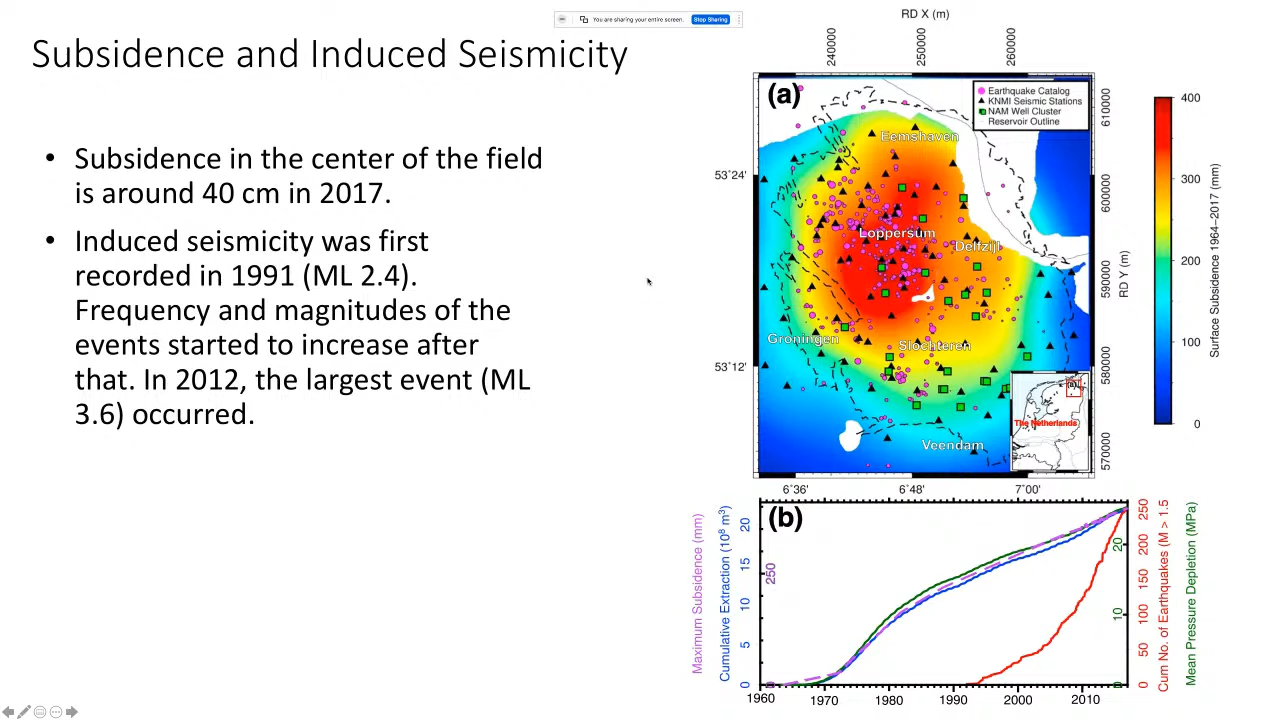 You are sharing your entire screen.
Stop Sharing
Subsidence and Induced Seismicity
• Subsidence in the center of the field
is around 40 cm in 2017.
• Induced seismicity was first
recorded in 1991 (ML 2.4).
Frequency and magnitudes of the
events started to increase after
that. In 2012, the largest event (ML
3.6) occurred.
RD X (m)
240000
250000
260000
(a)
Earthquake Catalog
KNMI Seismic Stations
NAM Well Cluster
Reservoir Outline
Eemshaven
Loppersum
Delfzijl
Groningen
Slochteren
Veendam
(a)
The Netherlands
53°24'
53°12'
6°36'
6°48'
7°00'
610000
600000
590000
580000
570000
RD Y (m)
400
300
200
100
0
Surface Subsidence 1964–2017 (mm)
(b)
Maximum Subsidence (mm)
250
0
Cumulative Extraction (10⁸ m³)
20
15
10
5
0
1960
1970
1980
1990
2000
2010
250
200
150
100
50
0
Cum No. of Earthquakes (M > 1.5
20
10
0
Mean Pressure Depletion (MPa)